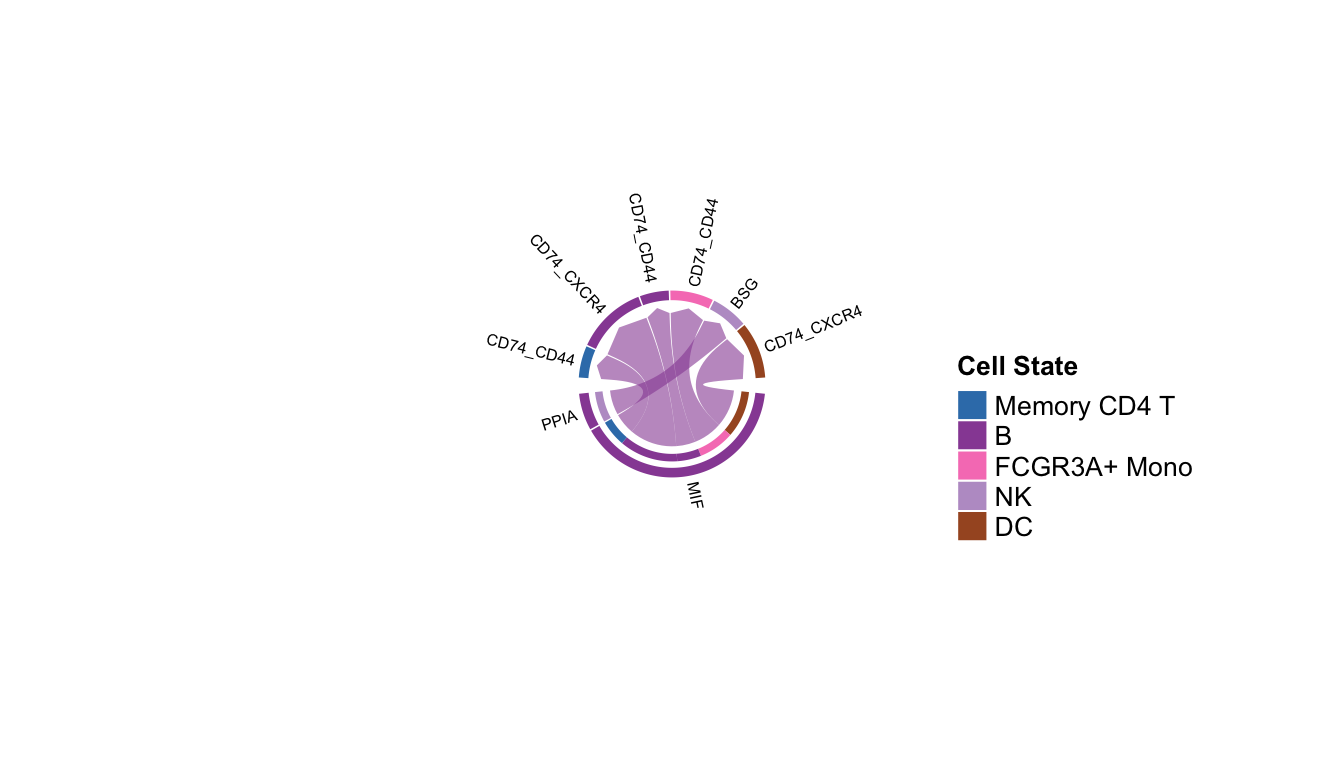 CD74_CD44
CD74_CXCR4
CD74_CD44
CD74_CD44
BSG
CD74_CXCR4
PPIA
MIF
Cell State
Memory CD4 T
B
FCGR3A+ Mono
NK
DC